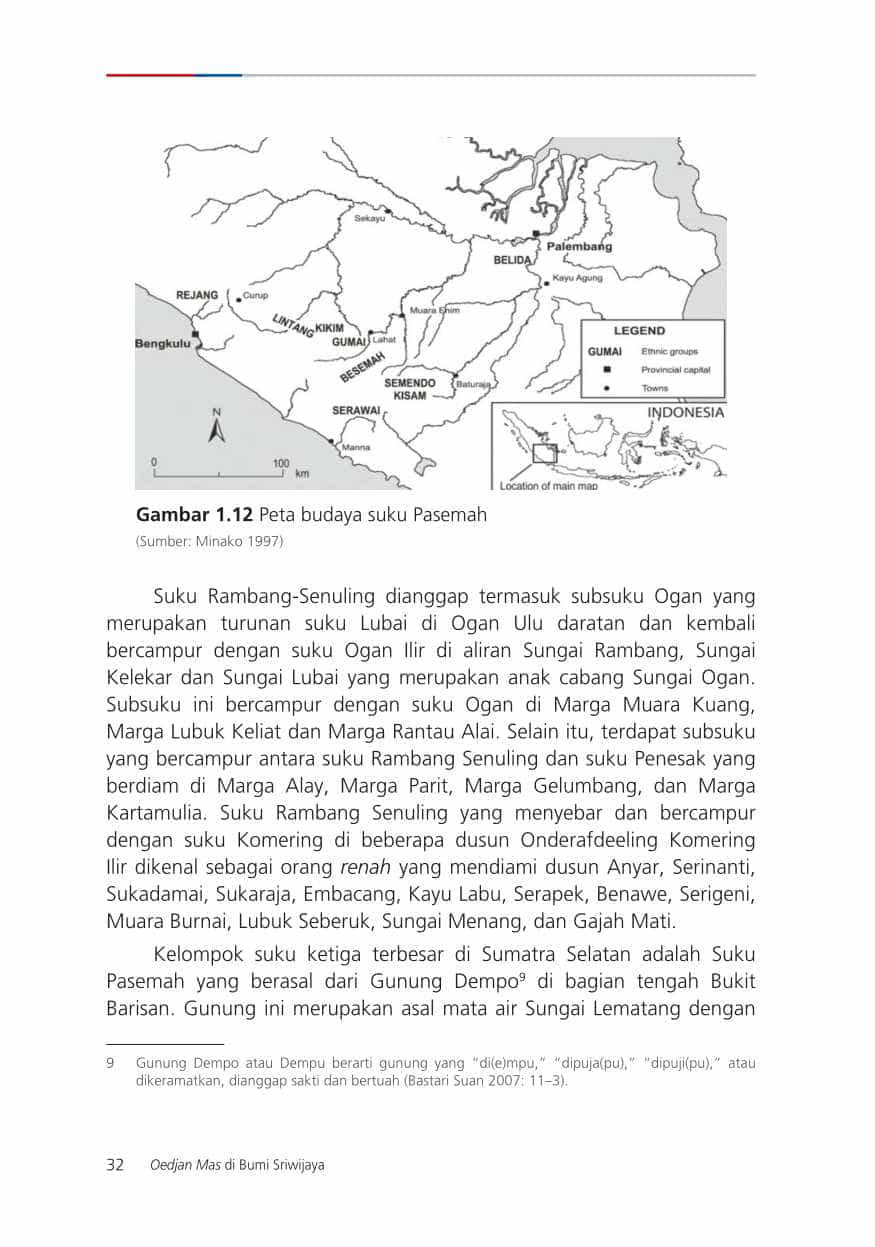 Sekayu
Palembang
BELIDA
Kayu Agung
REJANG
Curup
Muara Enim
LINTANG
KIKIM
GUMAI
Lahat
Bengkulu
BESEMAH
SEMENDO
KISAM
Baturaja
SERAWAI
Manna
LEGEND
GUMAI Ethnic groups
Provincial capital
Towns
N
0 100
km
INDONESIA
Location of main map
Gambar 1.12 Peta budaya suku Pasemah
(Sumber: Minako 1997)
Suku Rambang-Senuling dianggap termasuk subsuku Ogan yang
merupakan turunan suku Lubai di Ogan Ulu daratan dan kembali
bercampur dengan suku Ogan Ilir di aliran Sungai Rambang, Sungai
Kelekar dan Sungai Lubai yang merupakan anak cabang Sungai Ogan.
Subsuku ini bercampur dengan suku Ogan di Marga Muara Kuang,
Marga Lubuk Keliat dan Marga Rantau Alai. Selain itu, terdapat subsuku
yang bercampur antara suku Rambang Senuling dan suku Penesak yang
berdiam di Marga Alay, Marga Parit, Marga Gelumbang, dan Marga
Kartamulia. Suku Rambang Senuling yang menyebar dan bercampur
dengan suku Komering di beberapa dusun Onderafdeeling Komering
Ilir dikenal sebagai orang renah yang mendiami dusun Anyar, Serinanti,
Sukadamai, Sukaraja, Embacang, Kayu Labu, Serapek, Benawe, Serigeni,
Muara Burnai, Lubuk Seberuk, Sungai Menang, dan Gajah Mati.
Kelompok suku ketiga terbesar di Sumatra Selatan adalah Suku
Pasemah yang berasal dari Gunung Dempo⁹ di bagian tengah Bukit
Barisan. Gunung ini merupakan asal mata air Sungai Lematang dengan
9 Gunung Dempo atau Dempu berarti gunung yang “di(e)mpu,” “dipuja(pu),” “dipuji(pu),” atau
dikeramatkan, dianggap sakti dan bertuah (Bastari Suan 2007: 11–3).
32 Oedjan Mas di Bumi Sriwijaya